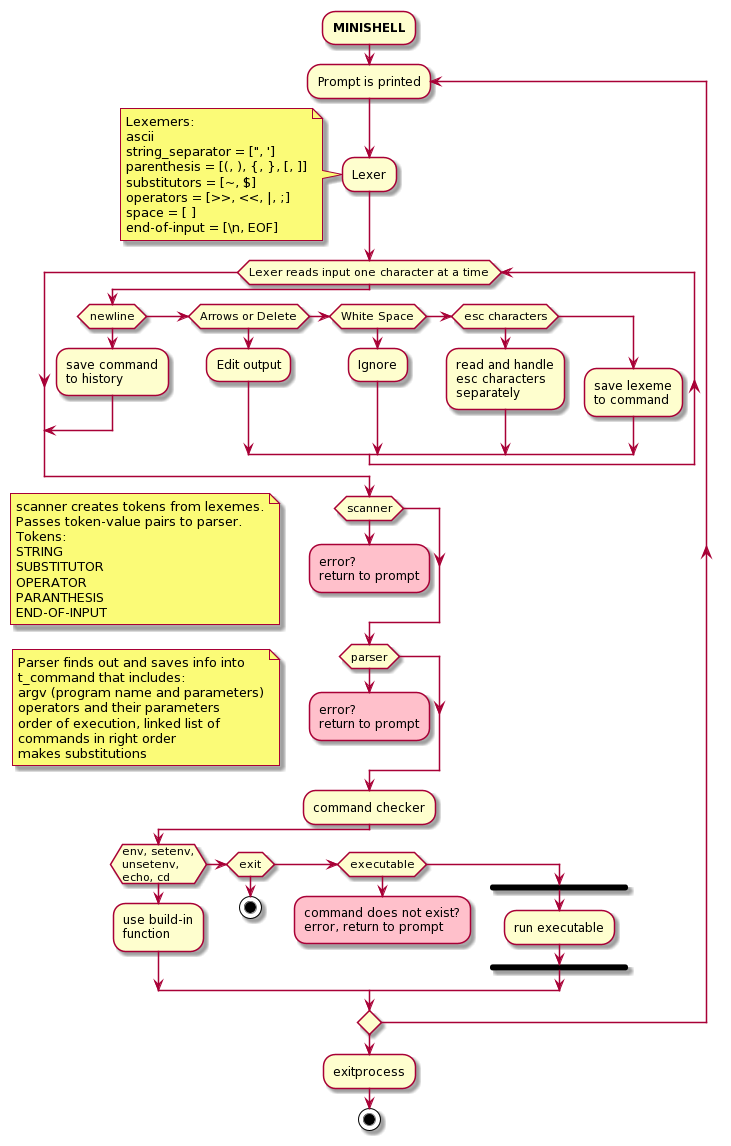 MINISHELL
Prompt is printed
Lexemers:
ascii
string_separator = [", ']
parenthesis = [(, ), {, }, [, ]]
substitutors = [~, $]
operators = [>>, <<, |, ;]
space = [ ]
end-of-input = [\n, EOF]
Lexer
Lexer reads input one character at a time
newline
Arrows or Delete
White Space
esc characters
save command
to history
Edit output
Ignore
read and handle
esc characters
separately
save lexeme
to command
scanner creates tokens from lexemes.
Passes token-value pairs to parser.
Tokens:
STRING
SUBSTITUTOR
OPERATOR
PARANTHESIS
END-OF-INPUT
scanner
error?
return to prompt
Parser finds out and saves info into
t_command that includes:
argv (program name and parameters)
operators and their parameters
order of execution, linked list of
commands in right order
makes substitutions
parser
error?
return to prompt
command checker
env, setenv,
unsetenv,
echo, cd
exit
executable
use build-in
function
command does not exist?
error, return to prompt
run executable
exitprocess